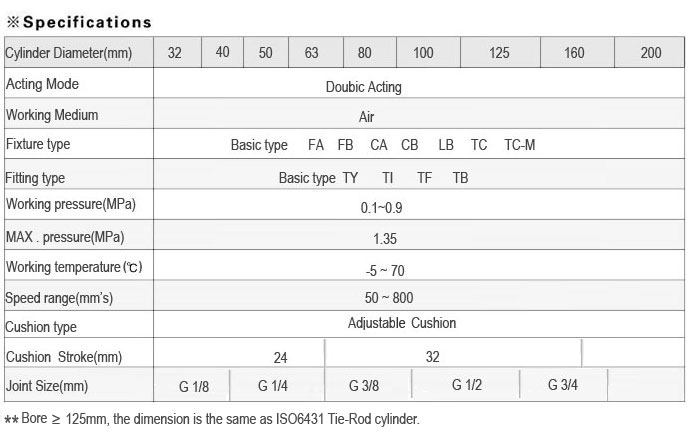 ※Specifications
Cylinder Diameter(mm) 32 40 50 63 80 100 125 160 200
Acting Mode Doubic Acting
Working Medium Air
Fixture type Basic type FA FB CA CB LB TC TC-M
Fitting type Basic type TY TI TF TB
Working pressure(MPa) 0.1~0.9
MAX . pressure(MPa) 1.35
Working temperature(℃) -5 ~ 70
Speed range(mm's) 50 ~ 800
Cushion type Adjustable Cushion
Cushion Stroke(mm) 24 32
Joint Size(mm) G 1/8 G 1/4 G 3/8 G 1/2 G 3/4
** Bore ≥ 125mm, the dimension is the same as ISO6431 Tie-Rod cylinder.